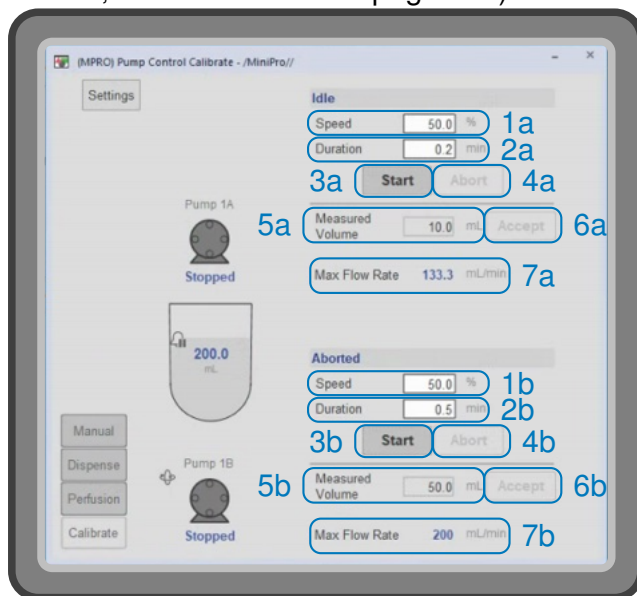 (MPRO) Pump Control Calibrate - /MiniPro//
Settings
Idle
Speed 50.0 % 1a
Duration 0.2 min 2a
3a Start Abort 4a
Pump 1A
5a Measured Volume 10.0 mL Accept 6a
Stopped
Max Flow Rate 133.3 mL/min 7a
200.0
mL
Aborted
Speed 50.0 % 1b
Duration 0.5 min 2b
Manual
3b Start Abort 4b
Dispense
Pump 1B
5b Measured Volume 50.0 mL Accept 6b
Perfusion
Calibrate
Stopped
Max Flow Rate 200 mL/min 7b